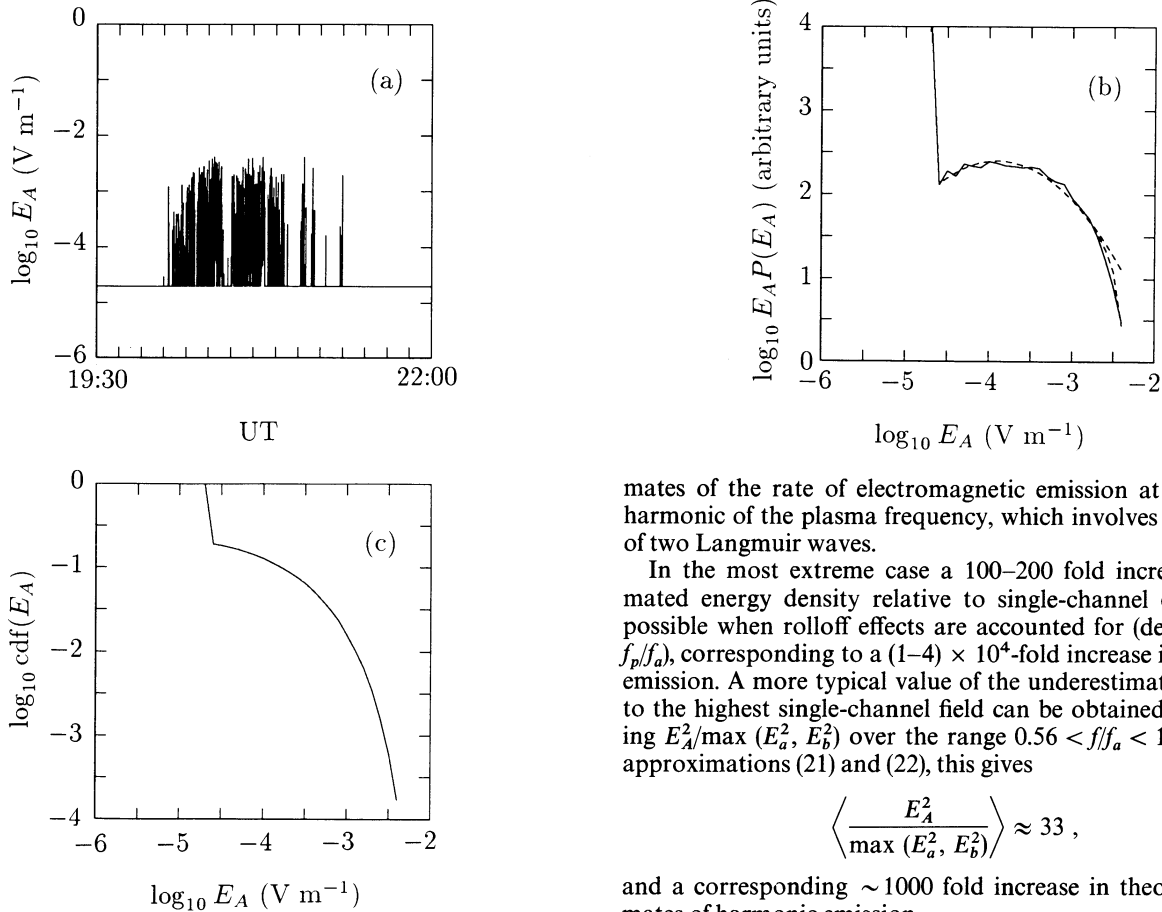 0
−2
−4
−6
log10 EA (V m−1)
(a)
19:30
22:00
UT
4
3
2
1
0
log10 EAP(EA) (arbitrary units)
(b)
−6
−5
−4
−3
−2
log10 EA (V m−1)
0
−1
−2
−3
−4
log10 cdf(EA)
(c)
−6
−5
−4
−3
−2
log10 EA (V m−1)
mates of the rate of electromagnetic emission at
harmonic of the plasma frequency, which involves
of two Langmuir waves.
In the most extreme case a 100–200 fold incre
mated energy density relative to single-channel
possible when rolloff effects are accounted for (de
fp/fa), corresponding to a (1–4) × 10⁴-fold increase i
emission. A more typical value of the underestimat
to the highest single-channel field can be obtained
ing E²A/max (E²a, E²b) over the range 0.56 < f/fa < 1
approximations (21) and (22), this gives
⟨E²A / max (E²a, E²b)⟩ ≈ 33 ,
and a corresponding ~1000 fold increase in theo
mates of harmonic emission